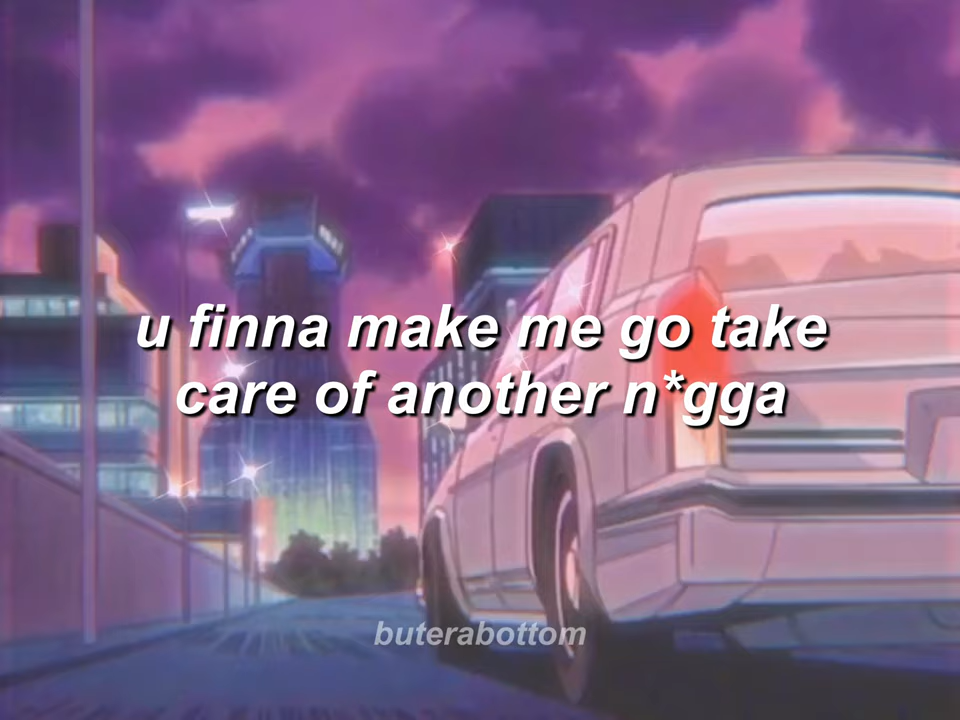 u finna make me go take
care of another n*gga
buterabottom